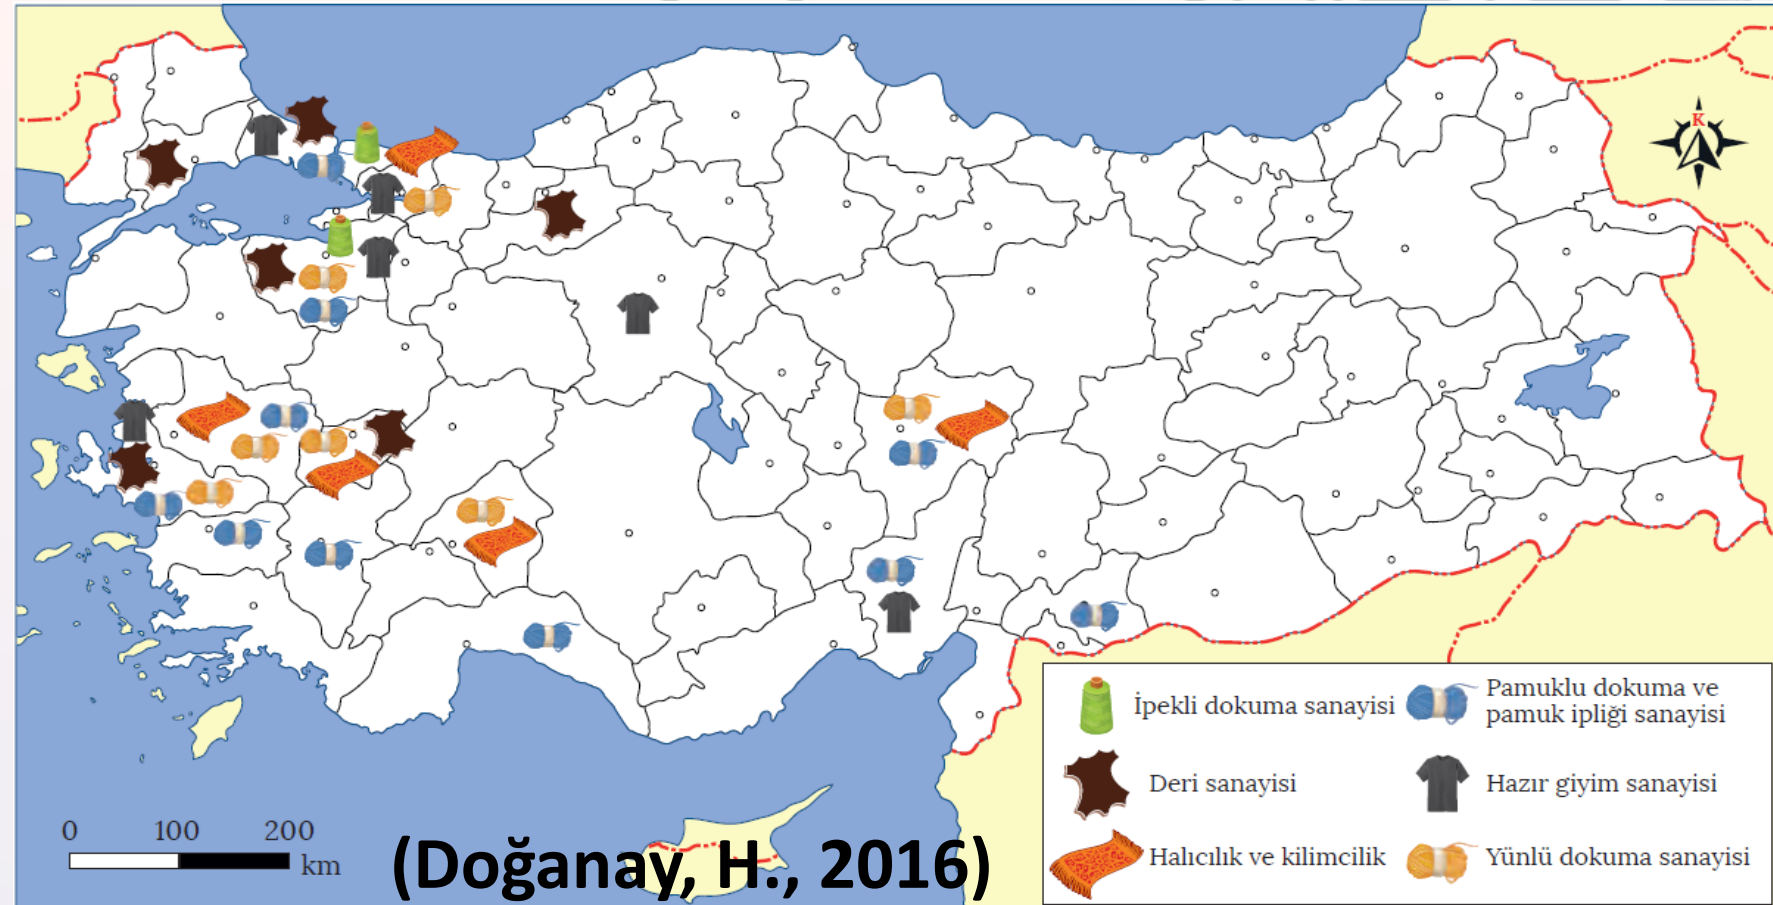 K
İpekli dokuma sanayisi
Pamuklu dokuma ve
pamuk ipliği sanayisi
Deri sanayisi
Hazır giyim sanayisi
Halıcılık ve kilimcilik
Yünlü dokuma sanayisi
0 100 200
km
(Doğanay, H., 2016)